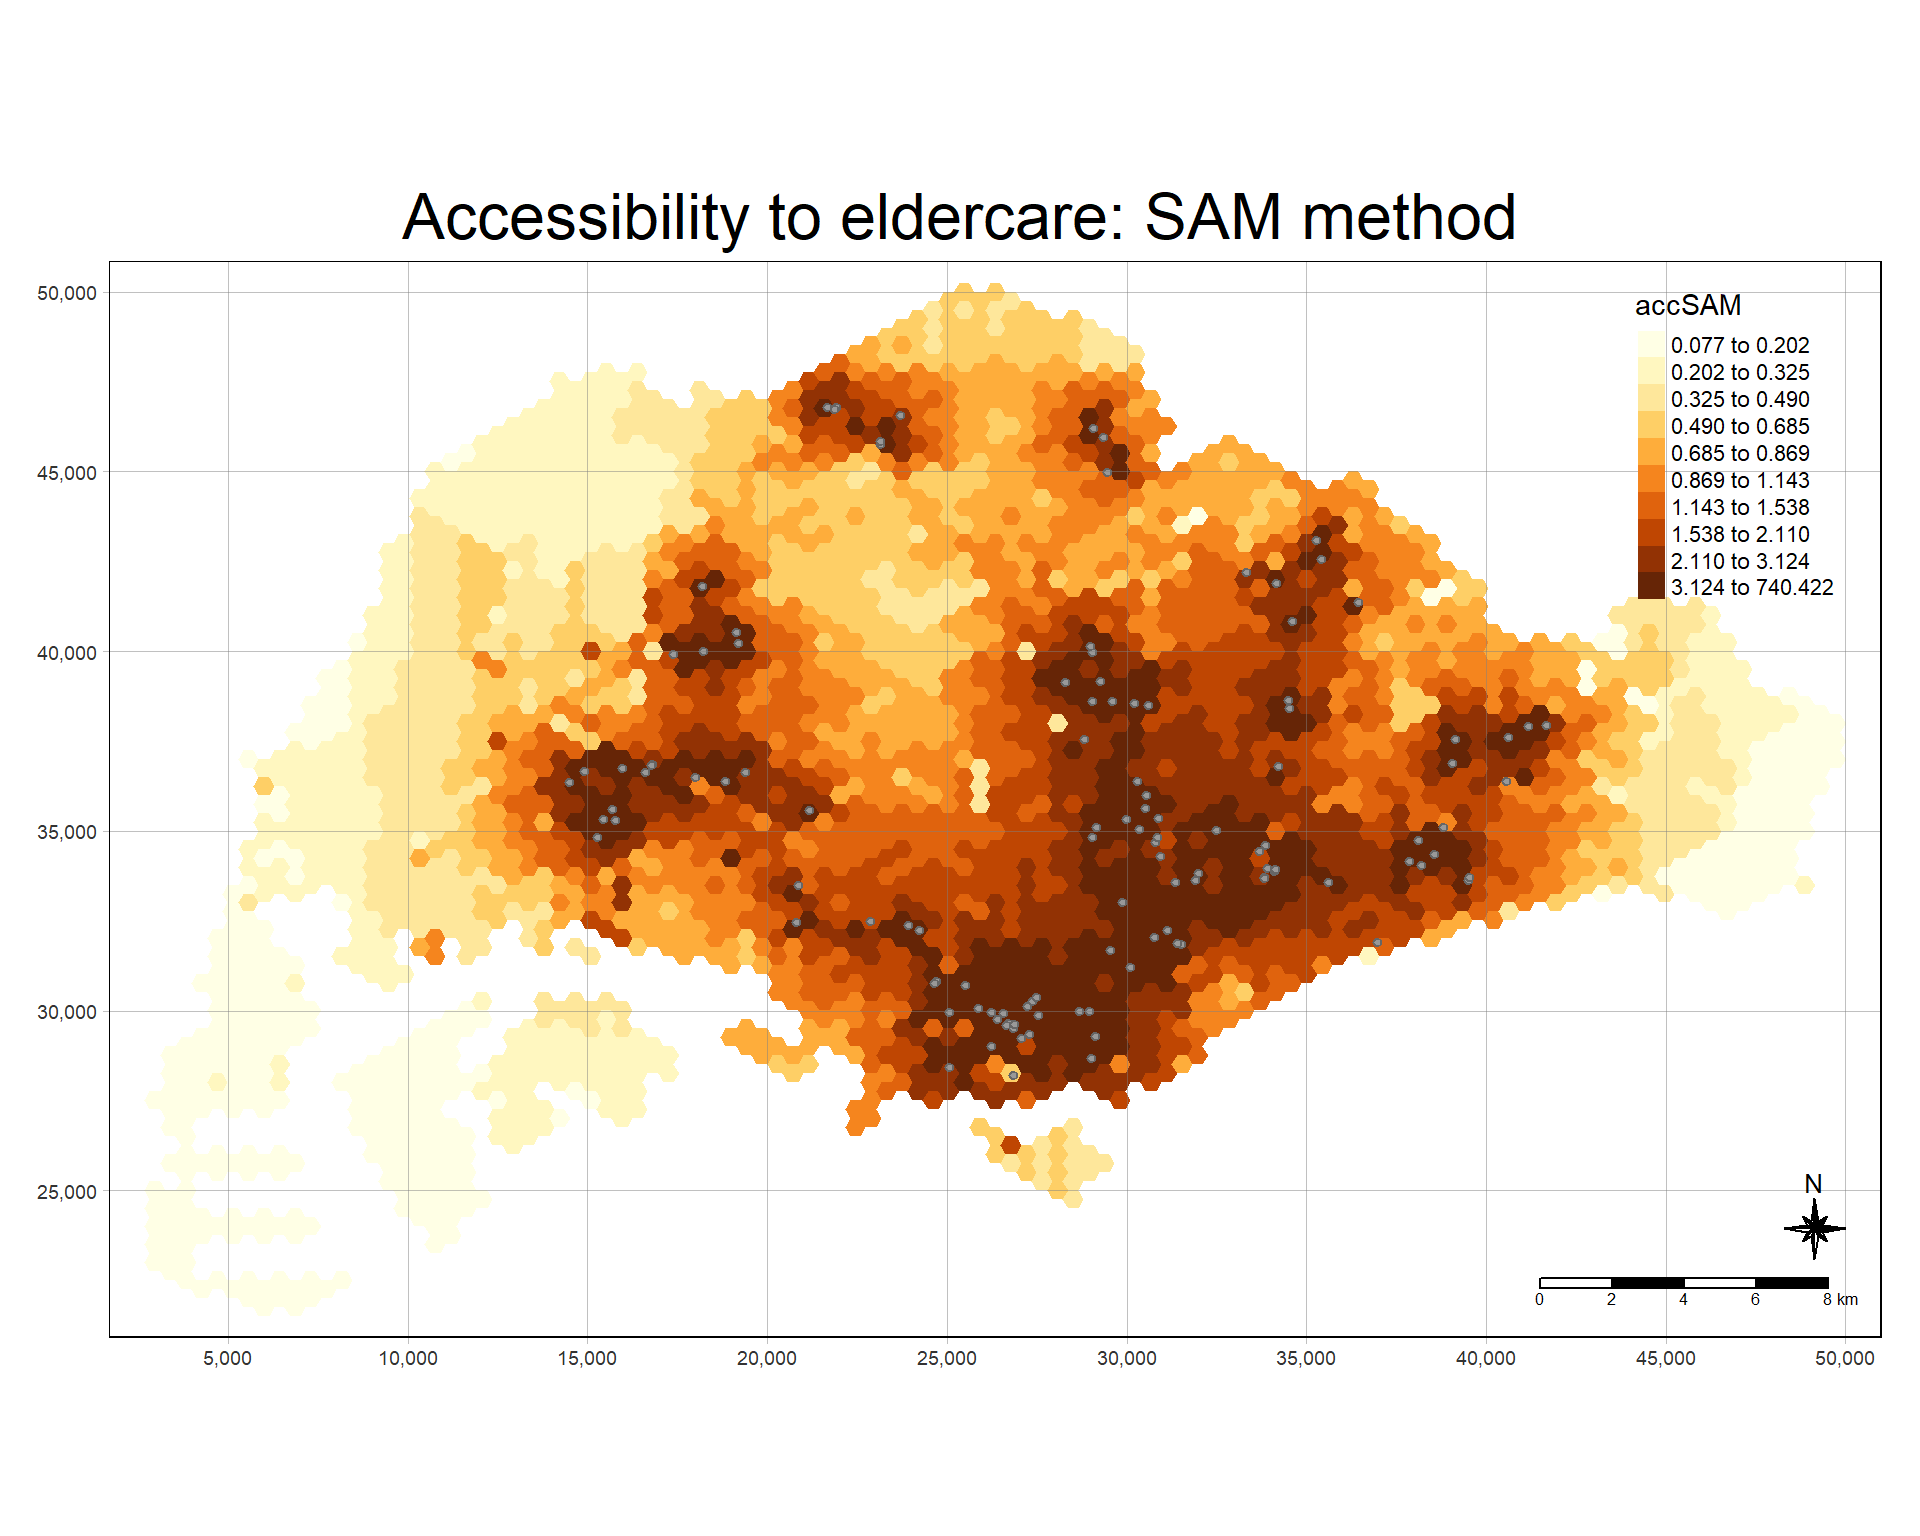 Accessibility to eldercare: SAM method
50,000
45,000
40,000
35,000
30,000
25,000
accSAM
0.077 to 0.202
0.202 to 0.325
0.325 to 0.490
0.490 to 0.685
0.685 to 0.869
0.869 to 1.143
1.143 to 1.538
1.538 to 2.110
2.110 to 3.124
3.124 to 740.422
N
0 2 4 6 8 km
5,000 10,000 15,000 20,000 25,000 30,000 35,000 40,000 45,000 50,000